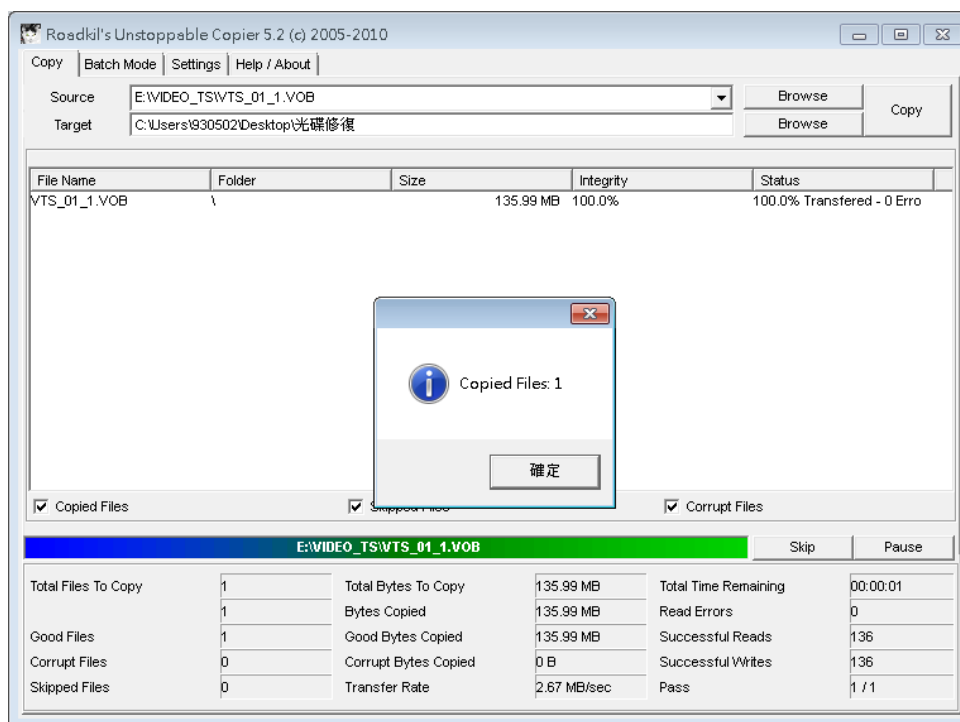 Roadkil's Unstoppable Copier 5.2 (c) 2005-2010
Copy Batch Mode Settings Help / About
Source E:\VIDEO_TS\VTS_01_1.VOB Browse
Copy
Target C:\Users\930502\Desktop\光碟修復 Browse
File Name Folder Size Integrity Status
VTS_01_1.VOB \ 135.99 MB 100.0% 100.0% Transfered - 0 Erro
Copied Files: 1
確定
Copied Files Skipped Files Corrupt Files
E:\VIDEO_TS\VTS_01_1.VOB Skip Pause
Total Files To Copy 1 Total Bytes To Copy 135.99 MB Total Time Remaining 00:00:01
1 Bytes Copied 135.99 MB Read Errors 0
Good Files 1 Good Bytes Copied 135.99 MB Successful Reads 136
Corrupt Files 0 Corrupt Bytes Copied 0 B Successful Writes 136
Skipped Files 0 Transfer Rate 2.67 MB/sec Pass 1 / 1